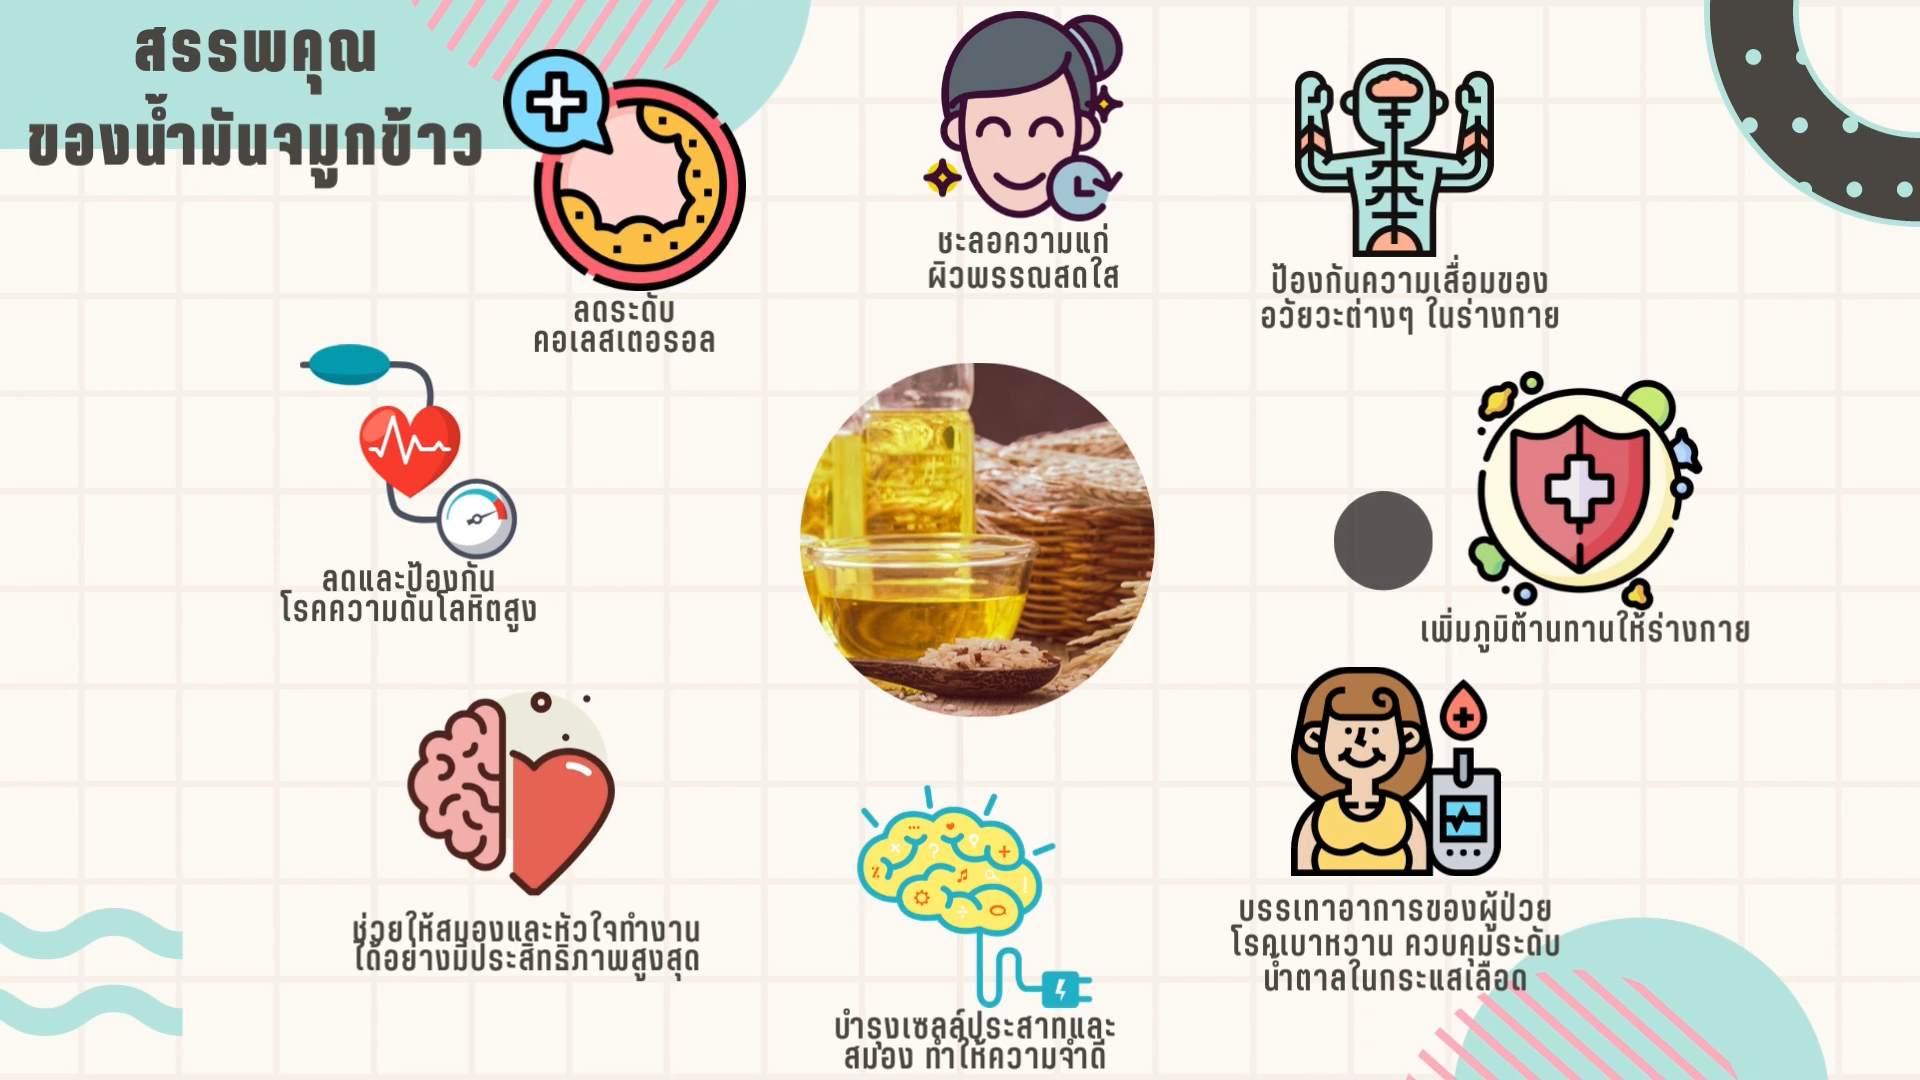 สรรพคุณ
ของน้ำมันจมูกข้าว
ลดระดับ
คอเลสเตอรอล
ชะลอความแก่
ผิวพรรณสดใส
ป้องกันความเสื่อมของ
อวัยวะต่างๆ ในร่างกาย
ลดและป้องกัน
โรคความดันโลหิตสูง
เพิ่มภูมิต้านทานให้ร่างกาย
ช่วยให้สมองและหัวใจทำงาน
ได้อย่างมีประสิทธิภาพสูงสุด
บำรุงเซลล์ประสาทและ
สมอง ทำให้ความจำดี
บรรเทาอาการของผู้ป่วย
โรคเบาหวาน ควบคุมระดับ
น้ำตาลในกระแสเลือด